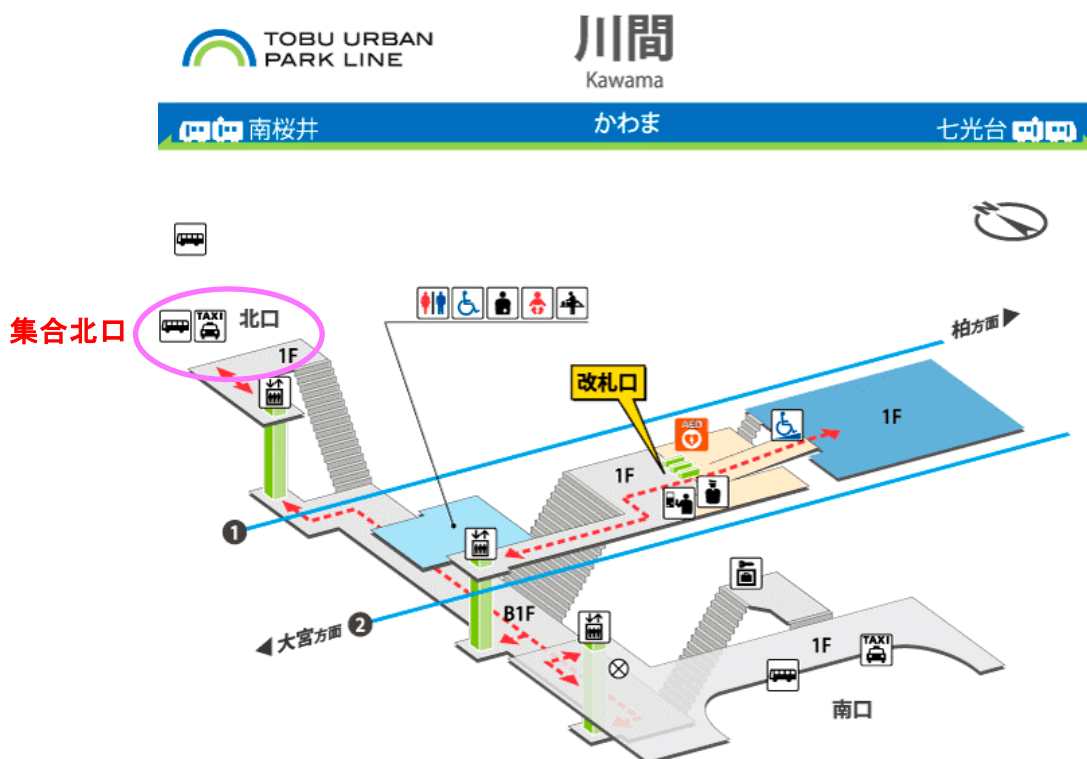 TOBU URBAN
PARK LINE
川間
Kawama
南桜井
かわま
七光台
N
集合北口
TAXI
北口
1F
柏方面
改札口
AED
1F
1F
1
2
大宮方面
B1F
1F
TAXI
南口